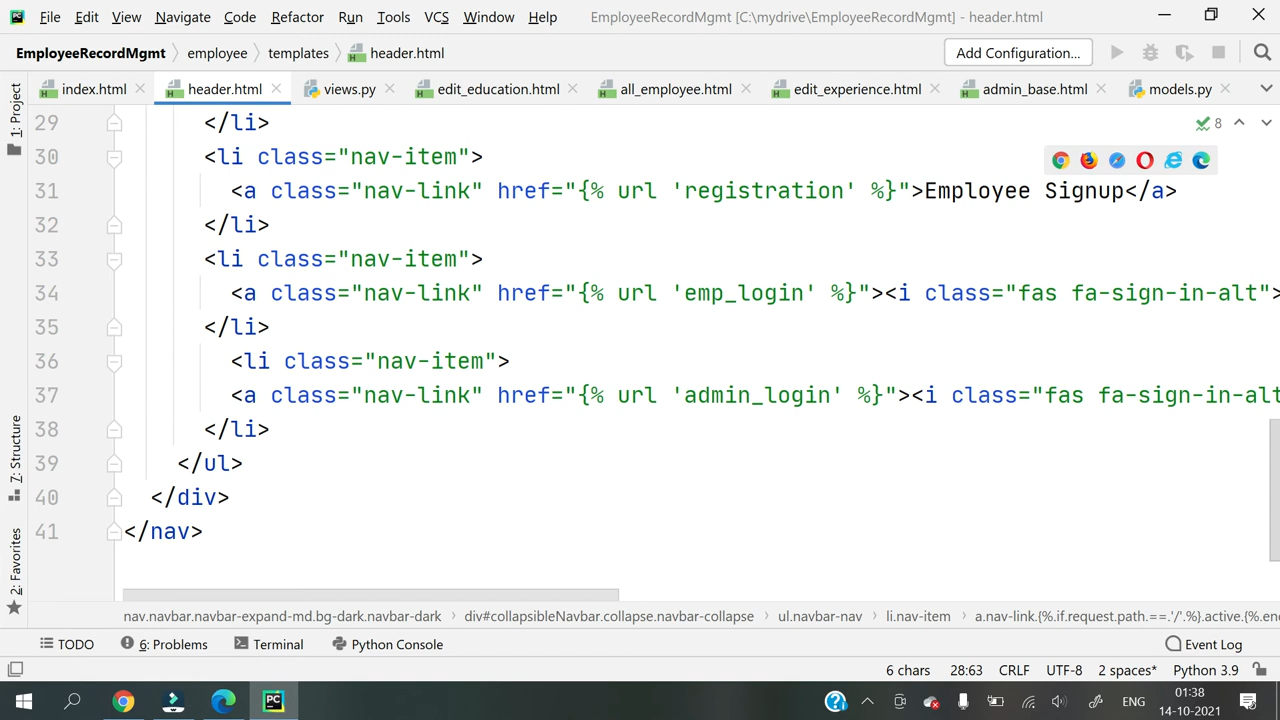 File Edit View Navigate Code Refactor Run Tools VCS Window Help EmployeeRecordMgmt [C:\mydrive\EmployeeRecordMgmt] - header.html
EmployeeRecordMgmt employee templates header.html Add Configuration...
index.html header.html views.py edit_education.html all_employee.html edit_experience.html admin_base.html models.py
1: Project
7: Structure
2: Favorites
29 </li>
8
30 <li class="nav-item">
31 <a class="nav-link" href="{% url 'registration' %}">Employee Signup</a>
32 </li>
33 <li class="nav-item">
34 <a class="nav-link" href="{% url 'emp_login' %}"><i class="fas fa-sign-in-alt">
35 </li>
36 <li class="nav-item">
37 <a class="nav-link" href="{% url 'admin_login' %}"><i class="fas fa-sign-in-alt
38 </li>
39 </ul>
40 </div>
41 </nav>
nav.navbar.navbar-expand-md.bg-dark.navbar-dark div#collapsibleNavbar.collapse.navbar-collapse ul.navbar-nav li.nav-item a.nav-link.{%.if.request.path.==.'/'.%}.active.{%.en
TODO 6: Problems Terminal Python Console Event Log
6 chars 28:63 CRLF UTF-8 2 spaces* Python 3.9
PC ENG 01:38
14-10-2021